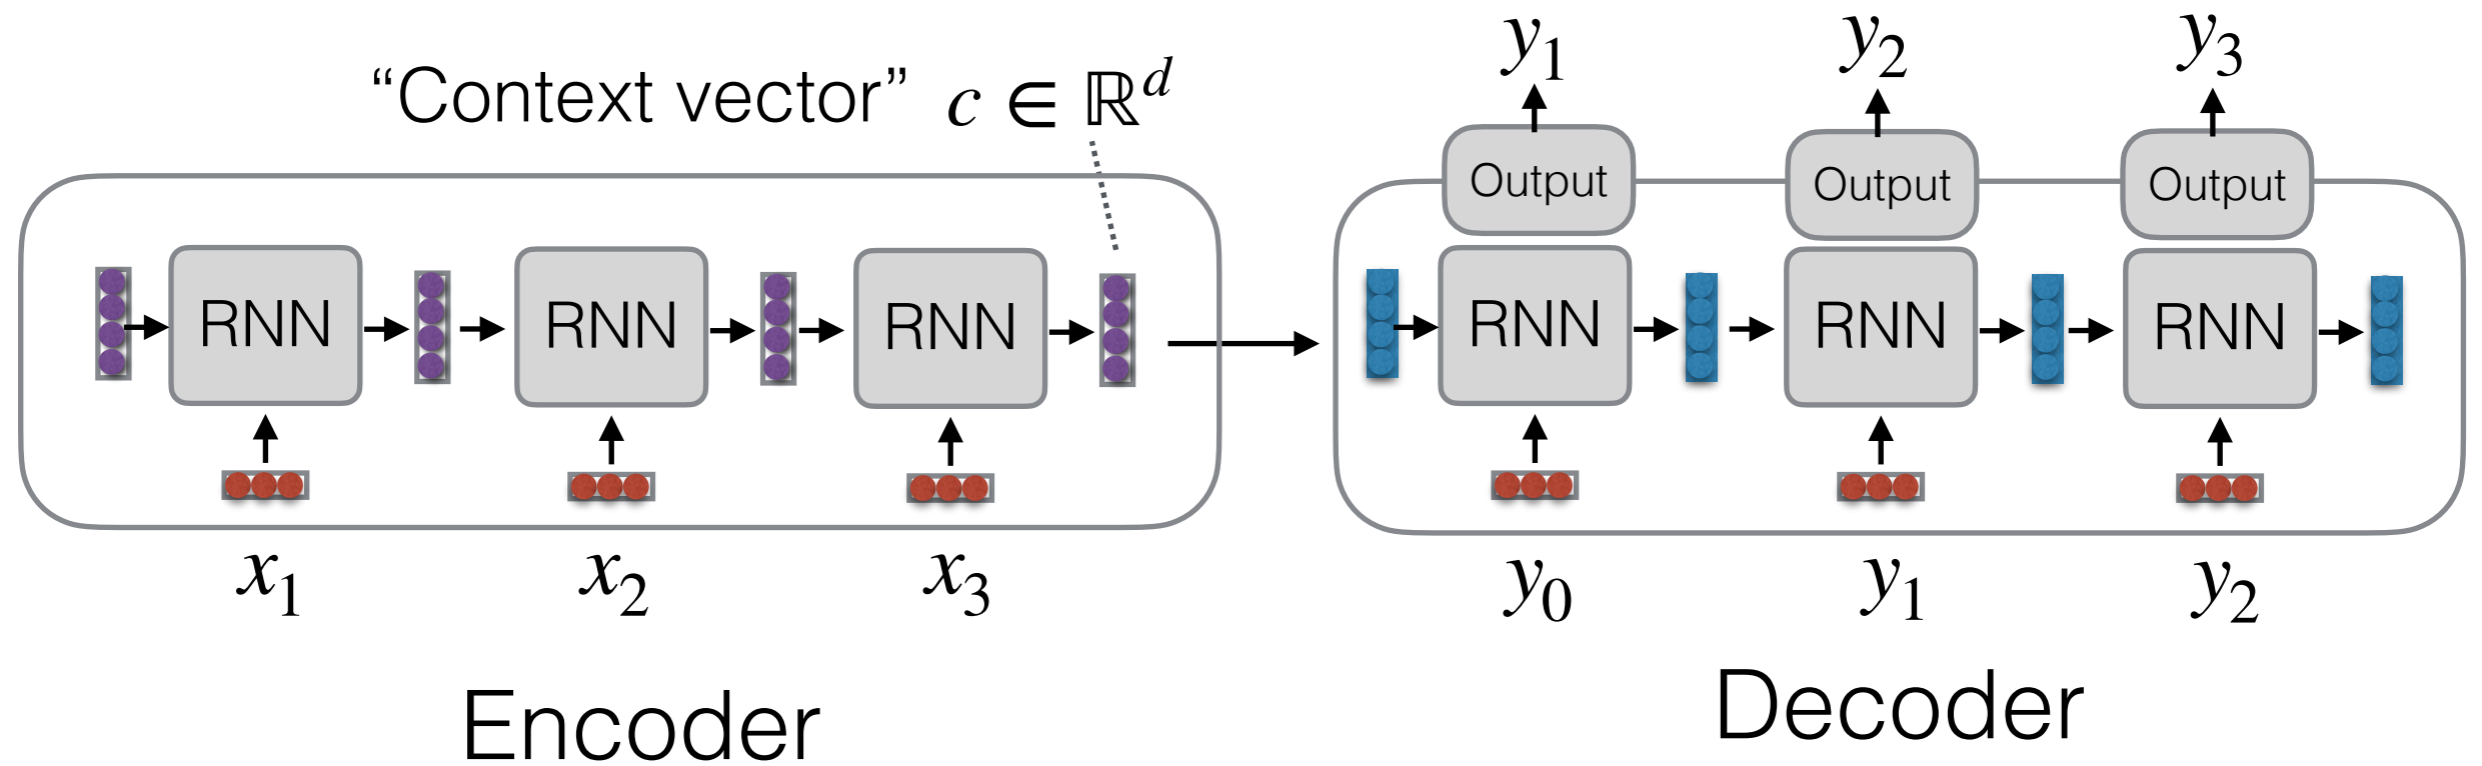 “Context vector” c ∈ ℝ^d
y₁ y₂ y₃
Output Output Output
RNN RNN RNN RNN RNN RNN
x₁ x₂ x₃ y₀ y₁ y₂
Encoder Decoder